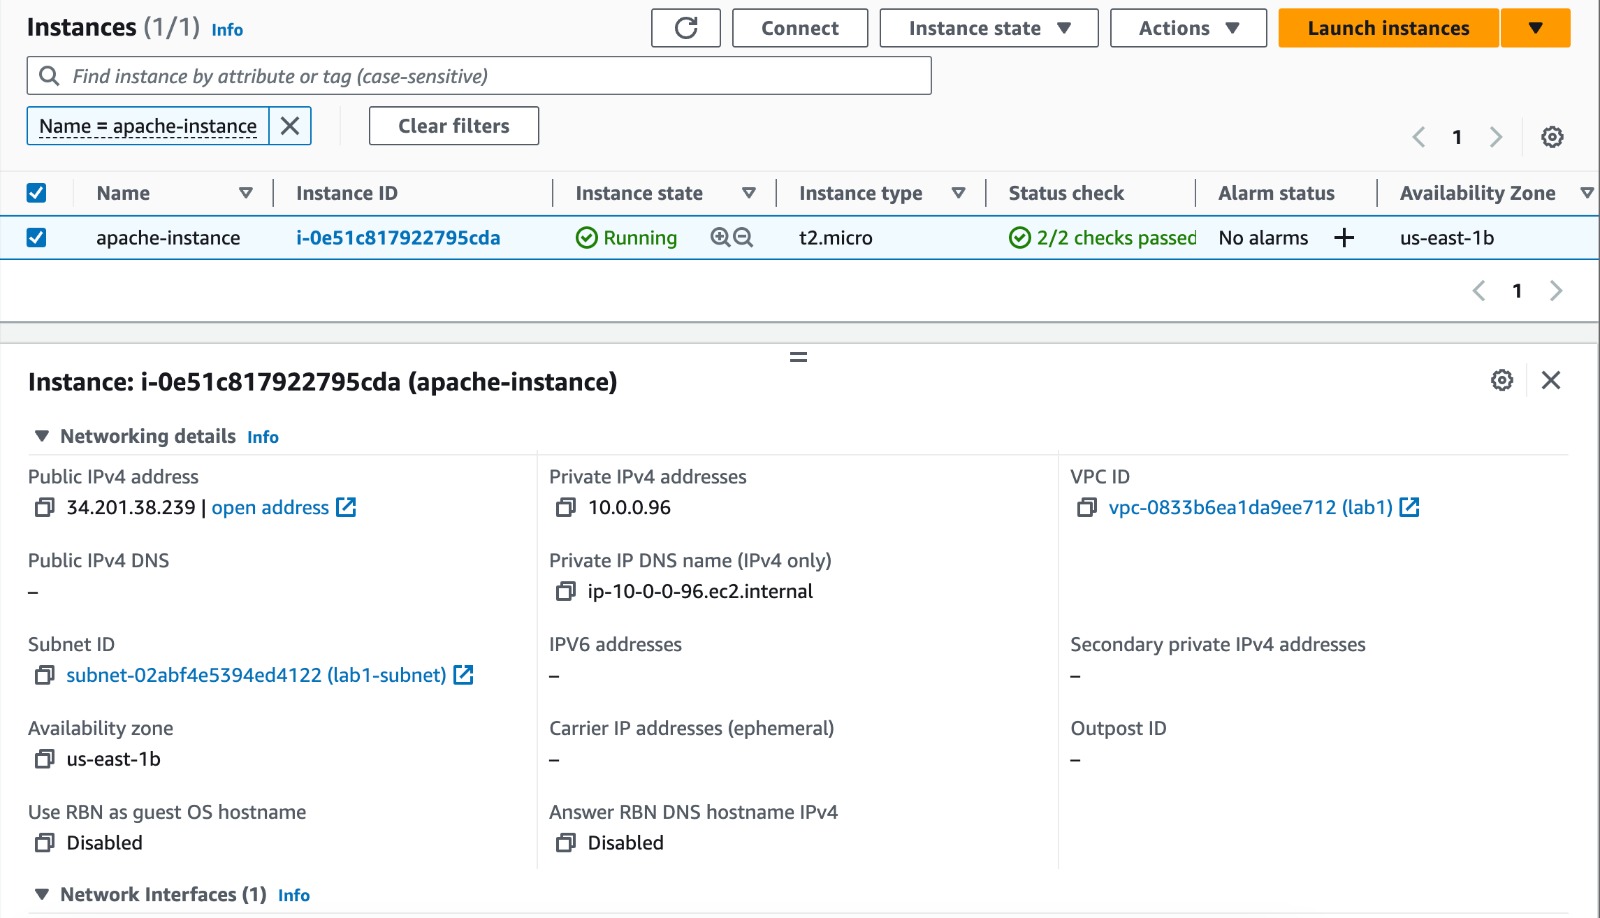 Instances (1/1) Info
Connect
Instance state
Actions
Launch instances
Find instance by attribute or tag (case-sensitive)
Name = apache-instance
Clear filters
1
Name Instance ID Instance state Instance type Status check Alarm status Availability Zone
apache-instance i-0e51c817922795cda Running t2.micro 2/2 checks passed No alarms + us-east-1b
1
Instance: i-0e51c817922795cda (apache-instance)
Networking details Info
Public IPv4 address
34.201.38.239 | open address
Private IPv4 addresses
10.0.0.96
VPC ID
vpc-0833b6ea1da9ee712 (lab1)
Public IPv4 DNS
–
Private IP DNS name (IPv4 only)
ip-10-0-0-96.ec2.internal
Subnet ID
subnet-02abf4e5394ed4122 (lab1-subnet)
IPV6 addresses
–
Secondary private IPv4 addresses
–
Availability zone
us-east-1b
Carrier IP addresses (ephemeral)
–
Outpost ID
–
Use RBN as guest OS hostname
Disabled
Answer RBN DNS hostname IPv4
Disabled
Network Interfaces (1) Info